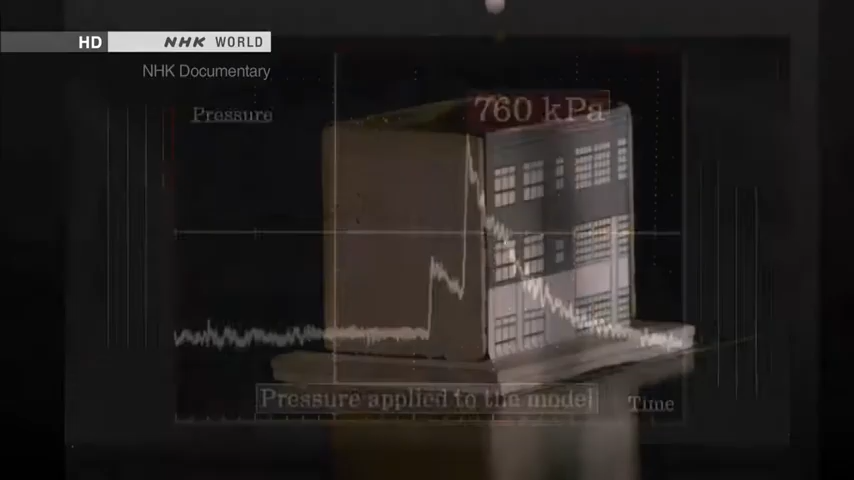 HD NHK WORLD
NHK Documentary
Pressure
760 kPa
Pressure applied to the model
Time